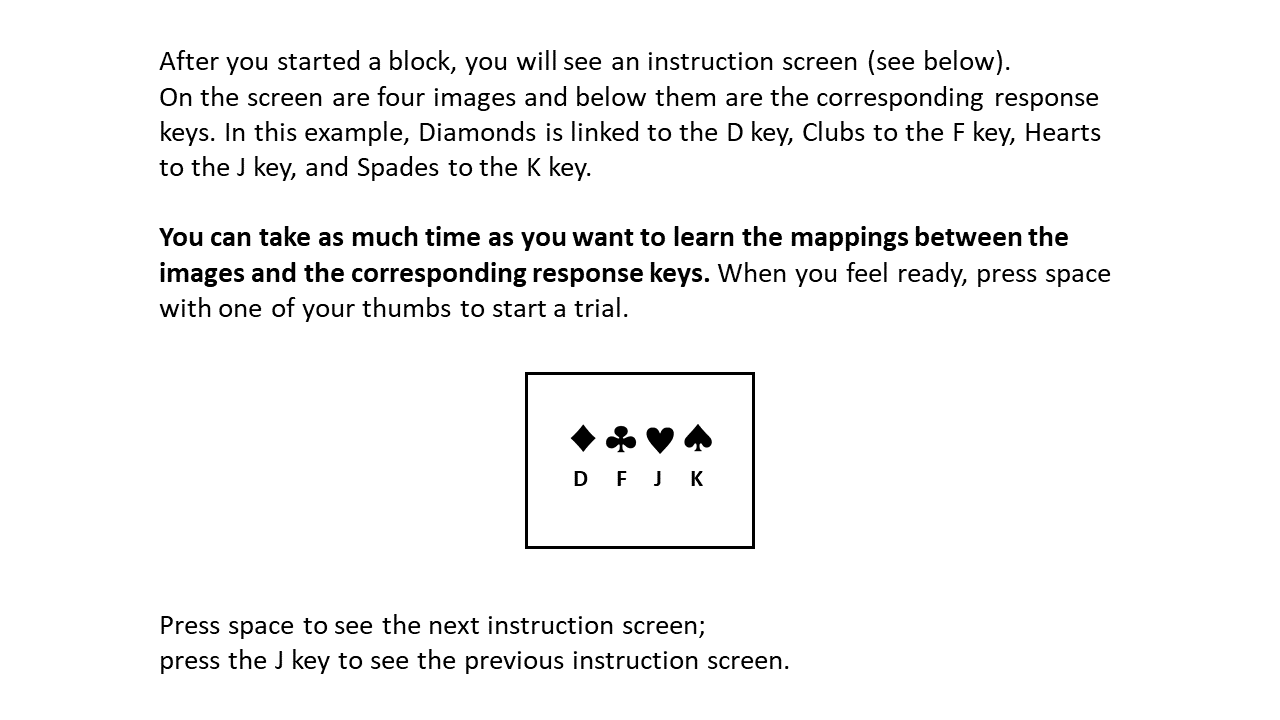 After you started a block, you will see an instruction screen (see below).
On the screen are four images and below them are the corresponding response
keys. In this example, Diamonds is linked to the D key, Clubs to the F key, Hearts
to the J key, and Spades to the K key.
You can take as much time as you want to learn the mappings between the
images and the corresponding response keys. When you feel ready, press space
with one of your thumbs to start a trial.
♦ ♣ ♥ ♠
D F J K
Press space to see the next instruction screen;
press the J key to see the previous instruction screen.